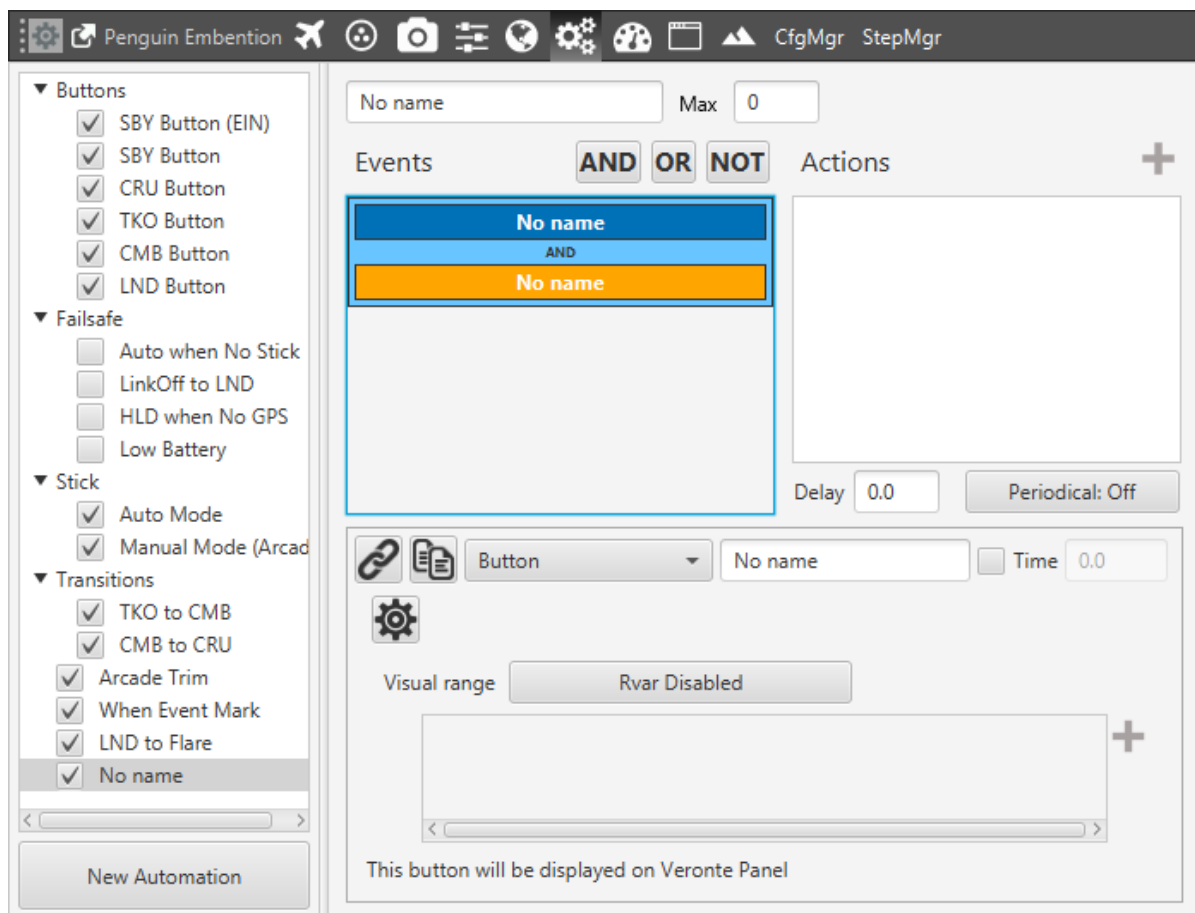 Penguin Embention CfgMgr StepMgr
Buttons
SBY Button (EIN)
SBY Button
CRU Button
TKO Button
CMB Button
LND Button
Failsafe
Auto when No Stick
LinkOff to LND
HLD when No GPS
Low Battery
Stick
Auto Mode
Manual Mode (Arcad
Transitions
TKO to CMB
CMB to CRU
Arcade Trim
When Event Mark
LND to Flare
No name
New Automation
No name Max 0
Events AND OR NOT Actions
No name
AND
No name
Delay 0.0 Periodical: Off
Button No name Time 0.0
Visual range Rvar Disabled
This button will be displayed on Veronte Panel